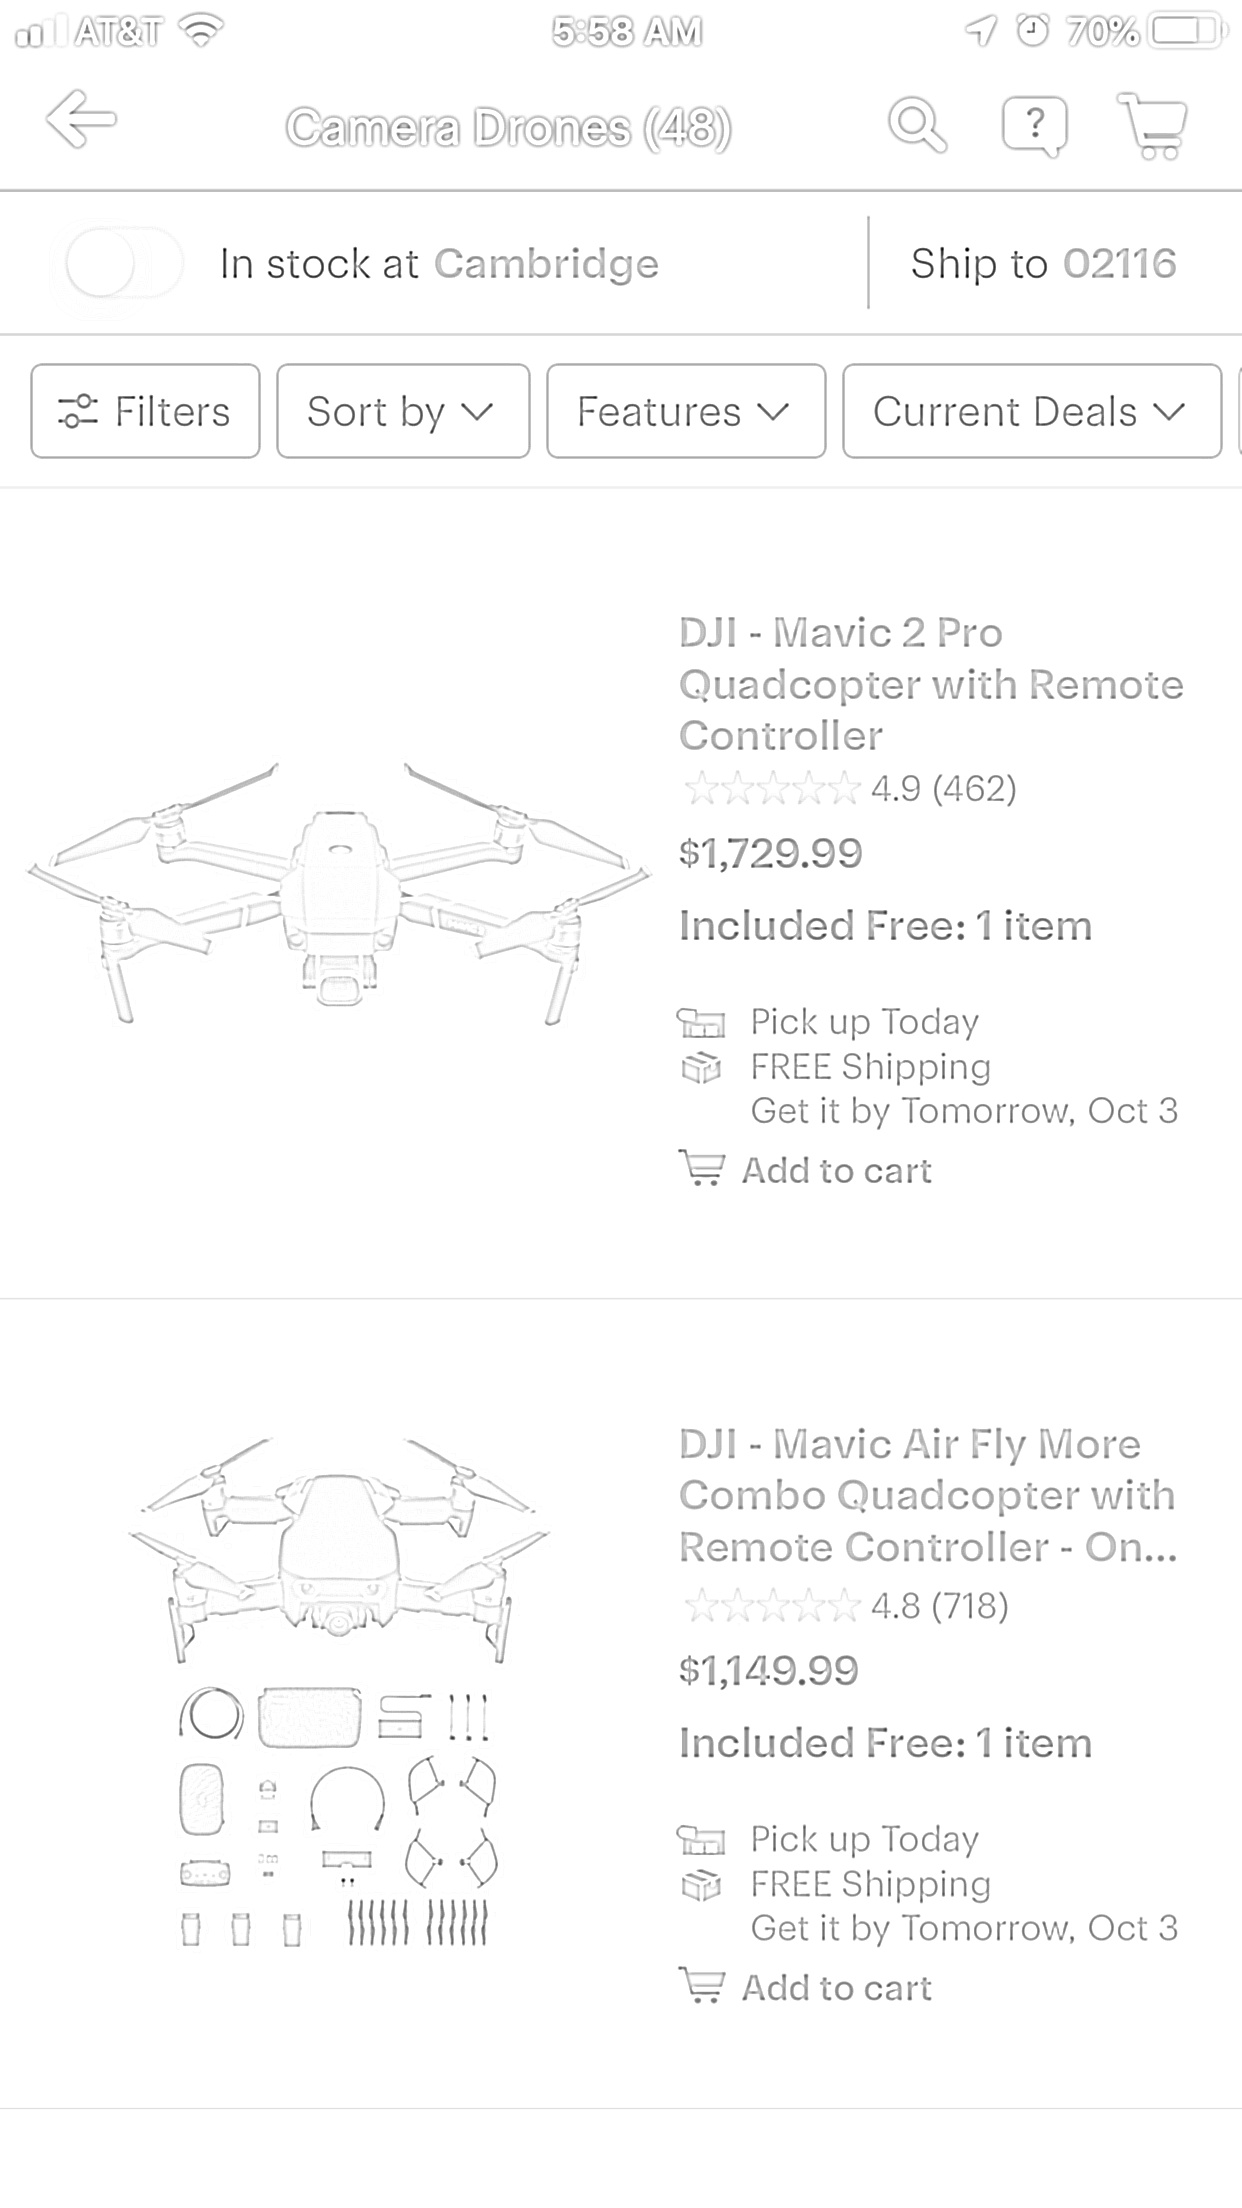 AT&T 5:58 AM 70%
Camera Drones (48) ?
In stock at Cambridge Ship to 02116
Filters Sort by Features Current Deals
DJI - Mavic 2 Pro
Quadcopter with Remote
Controller
4.9 (462)
$1,729.99
Included Free: 1 item
Pick up Today
FREE Shipping
Get it by Tomorrow, Oct 3
Add to cart
DJI - Mavic Air Fly More
Combo Quadcopter with
Remote Controller - On...
4.8 (718)
$1,149.99
Included Free: 1 item
Pick up Today
FREE Shipping
Get it by Tomorrow, Oct 3
Add to cart